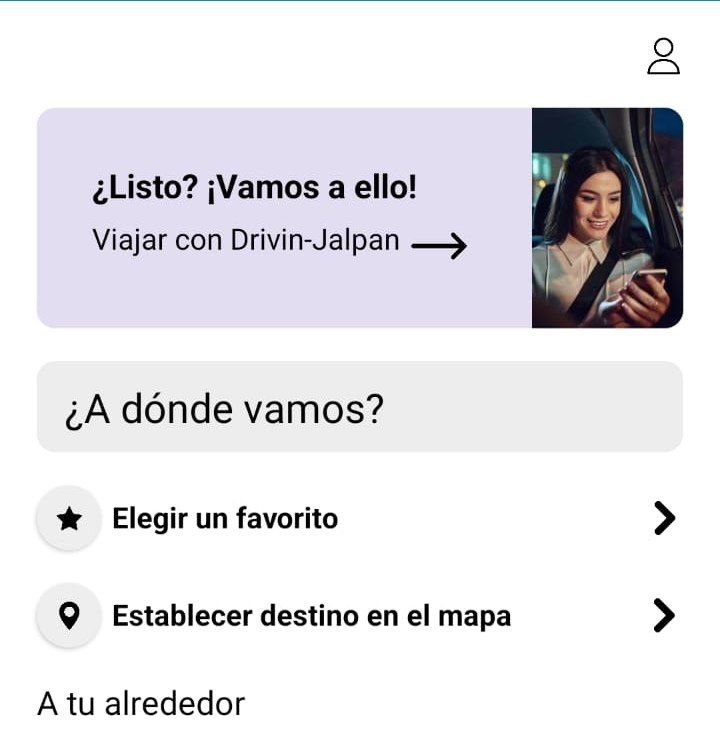 ¿Listo? ¡Vamos a ello!
Viajar con Drivin-Jalpan
¿A dónde vamos?
Elegir un favorito
Establecer destino en el mapa
A tu alrededor